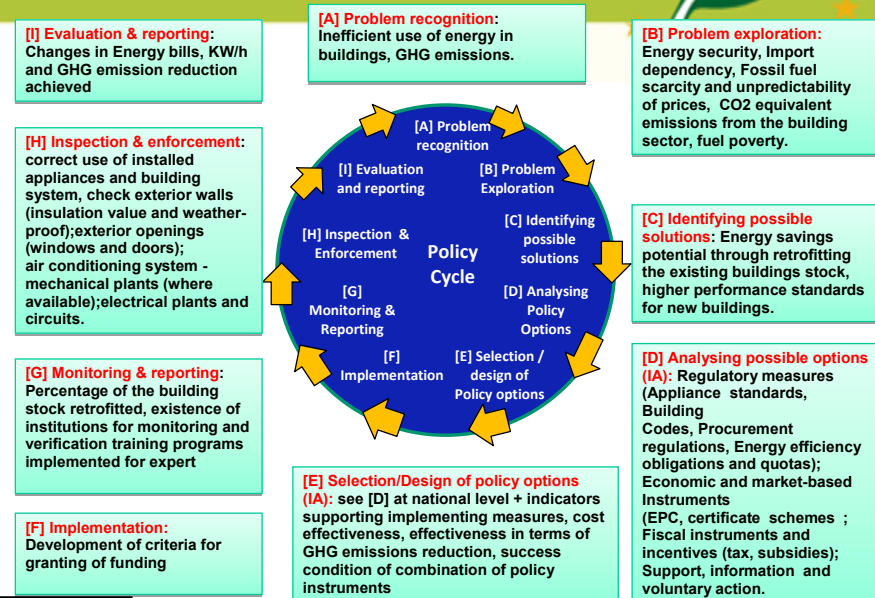 [A] Problem recognition:
Inefficient use of energy in
buildings, GHG emissions.
[I] Evaluation & reporting:
Changes in Energy bills, KW/h
and GHG emission reduction
achieved
[B] Problem exploration:
Energy security, Import
dependency, Fossil fuel
scarcity and unpredictability
of prices, CO2 equivalent
emissions from the building
sector, fuel poverty.
[H] Inspection & enforcement:
correct use of installed
appliances and building
system, check exterior walls
(insulation value and weather-
proof);exterior openings
(windows and doors);
air conditioning system -
mechanical plants (where
available);electrical plants and
circuits.
[A] Problem
recognition
[B] Problem
Exploration
[C] Identifying
possible
solutions
[D] Analysing
Policy
Options
[E] Selection /
design of
Policy options
[F]
Implementation
[G]
Monitoring &
Reporting
[H] Inspection &
Enforcement
[I] Evaluation
and reporting
Policy
Cycle
[C] Identifying possible
solutions: Energy savings
potential through retrofitting
the existing buildings stock,
higher performance standards
for new buildings.
[G] Monitoring & reporting:
Percentage of the building
stock retrofitted, existence of
institutions for monitoring and
verification training programs
implemented for expert
[D] Analysing possible options
(IA): Regulatory measures
(Appliance standards,
Building
Codes, Procurement
regulations, Energy efficiency
obligations and quotas);
Economic and market-based
Instruments
(EPC, certificate schemes ;
Fiscal instruments and
incentives (tax, subsidies);
Support, information and
voluntary action.
[E] Selection/Design of policy options
(IA): see [D] at national level + indicators
supporting implementing measures, cost
effectiveness, effectiveness in terms of
GHG emissions reduction, success
condition of combination of policy
instruments
[F] Implementation:
Development of criteria for
granting of funding